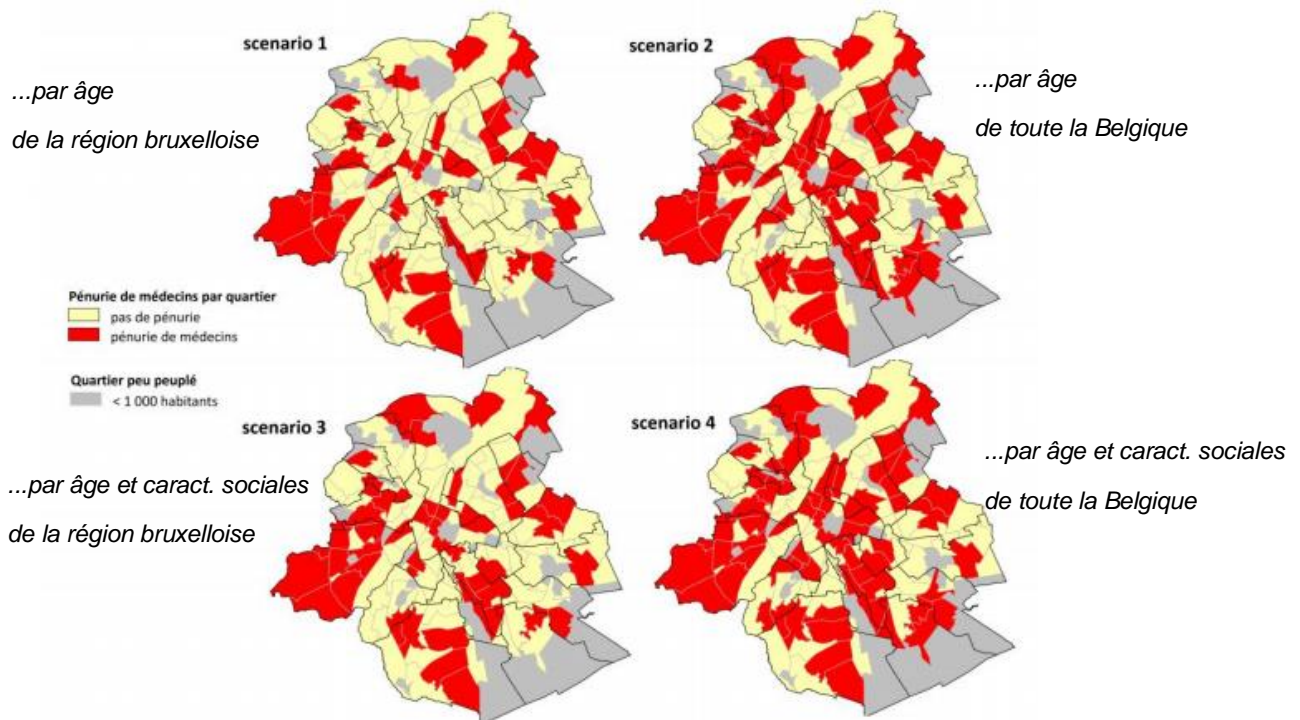 scenario 1
...par âge
de la région bruxelloise
scenario 2
...par âge
de toute la Belgique
Pénurie de médecins par quartier
pas de pénurie
pénurie de médecins
Quartier peu peuplé
< 1 000 habitants
scenario 3
...par âge et caract. sociales
de la région bruxelloise
scenario 4
...par âge et caract. sociales
de toute la Belgique